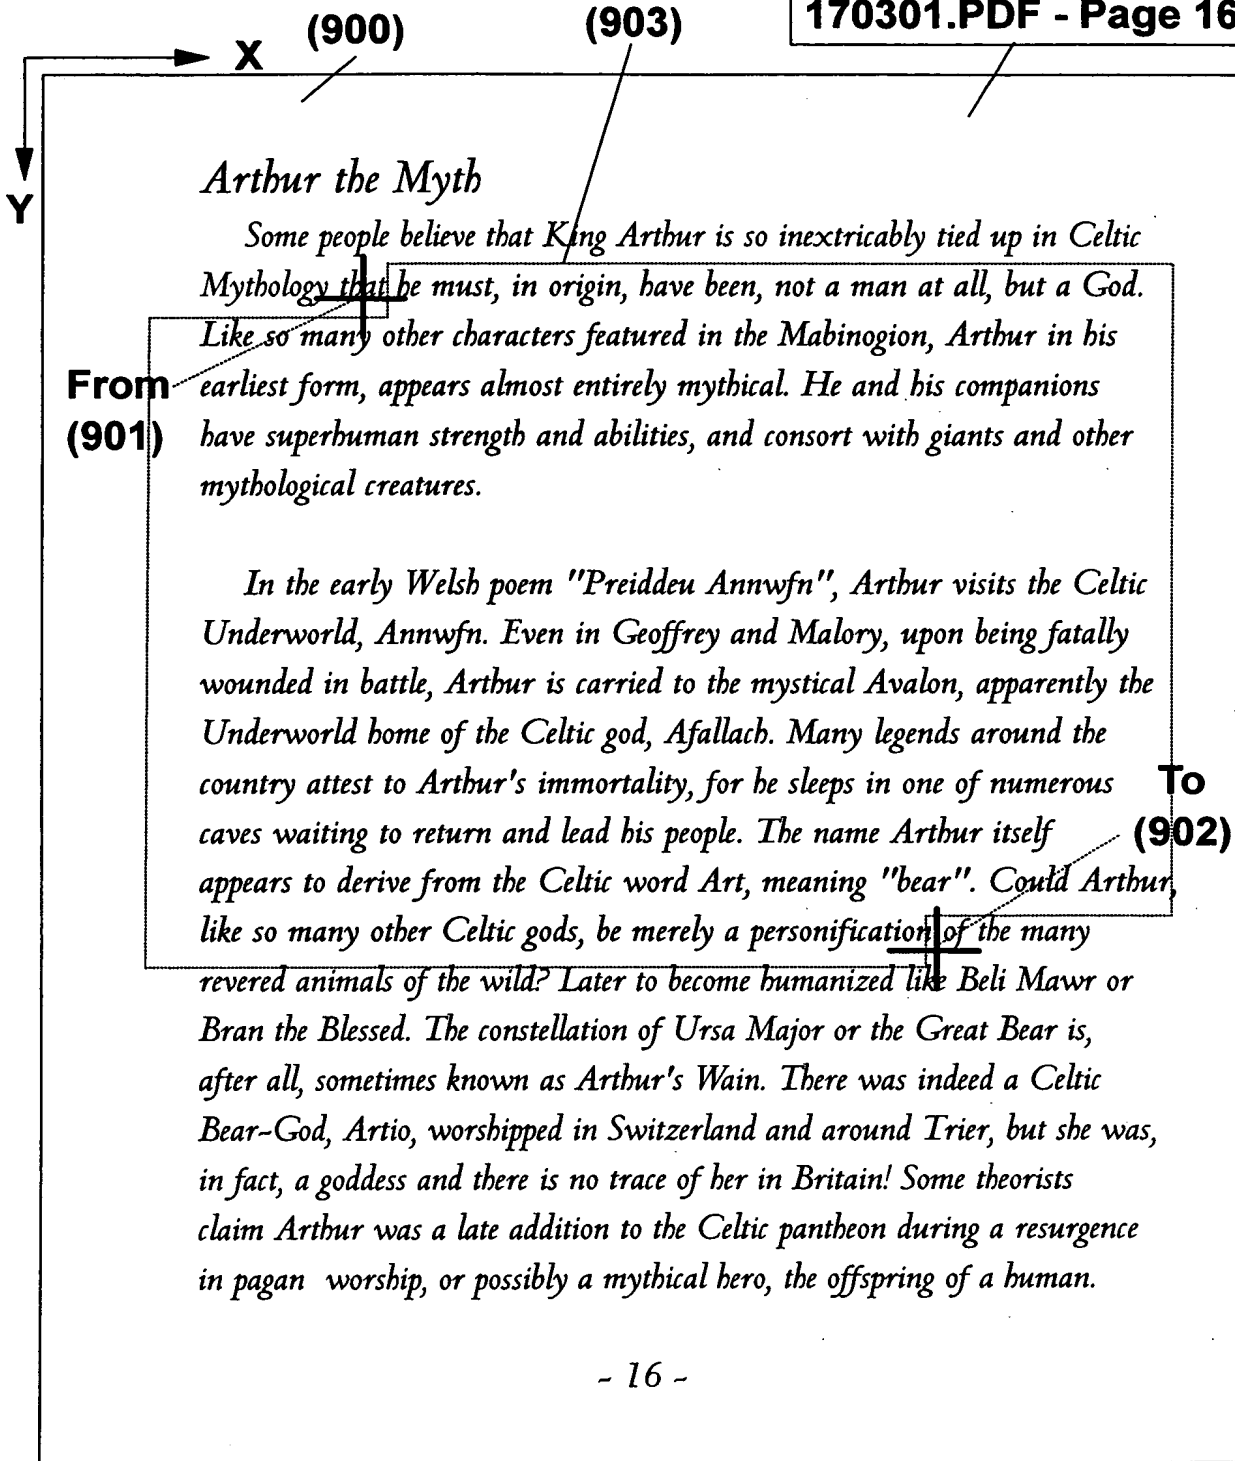 (900)
(903)
170301.PDF - Page 16
X
Y
Arthur the Myth
Some people believe that King Arthur is so inextricably tied up in Celtic
Mythology that he must, in origin, have been, not a man at all, but a God.
Like so many other characters featured in the Mabinogion, Arthur in his
From
earliest form, appears almost entirely mythical. He and his companions
(901)
have superhuman strength and abilities, and consort with giants and other
mythological creatures.
In the early Welsh poem "Preiddeu Annwfn", Arthur visits the Celtic
Underworld, Annwfn. Even in Geoffrey and Malory, upon being fatally
wounded in battle, Arthur is carried to the mystical Avalon, apparently the
Underworld home of the Celtic god, Afallach. Many legends around the
country attest to Arthur's immortality, for he sleeps in one of numerous
To
caves waiting to return and lead his people. The name Arthur itself
(902)
appears to derive from the Celtic word Art, meaning "bear". Could Arthur,
like so many other Celtic gods, be merely a personification of the many
revered animals of the wild? Later to become humanized like Beli Mawr or
Bran the Blessed. The constellation of Ursa Major or the Great Bear is,
after all, sometimes known as Arthur's Wain. There was indeed a Celtic
Bear-God, Artio, worshipped in Switzerland and around Trier, but she was,
in fact, a goddess and there is no trace of her in Britain! Some theorists
claim Arthur was a late addition to the Celtic pantheon during a resurgence
in pagan worship, or possibly a mythical hero, the offspring of a human.
- 16 -